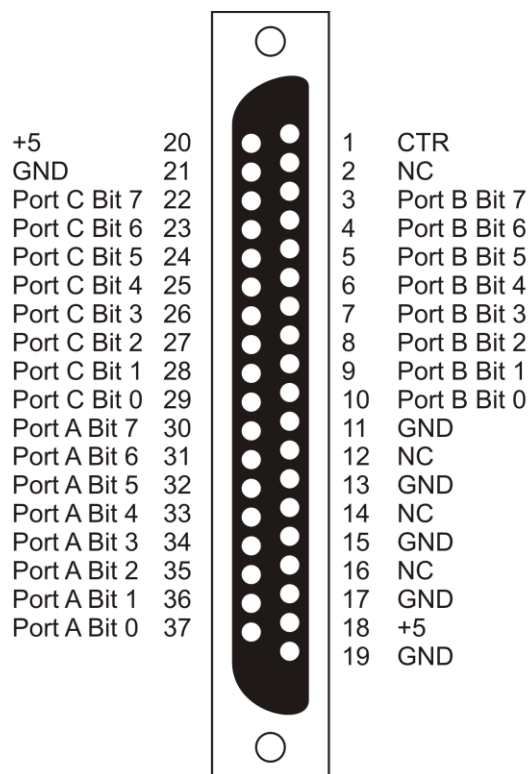 +5 20 1 CTR
GND 21 2 NC
Port C Bit 7 22 3 Port B Bit 7
Port C Bit 6 23 4 Port B Bit 6
Port C Bit 5 24 5 Port B Bit 5
Port C Bit 4 25 6 Port B Bit 4
Port C Bit 3 26 7 Port B Bit 3
Port C Bit 2 27 8 Port B Bit 2
Port C Bit 1 28 9 Port B Bit 1
Port C Bit 0 29 10 Port B Bit 0
Port A Bit 7 30 11 GND
Port A Bit 6 31 12 NC
Port A Bit 5 32 13 GND
Port A Bit 4 33 14 NC
Port A Bit 3 34 15 GND
Port A Bit 2 35 16 NC
Port A Bit 1 36 17 GND
Port A Bit 0 37 18 +5
19 GND